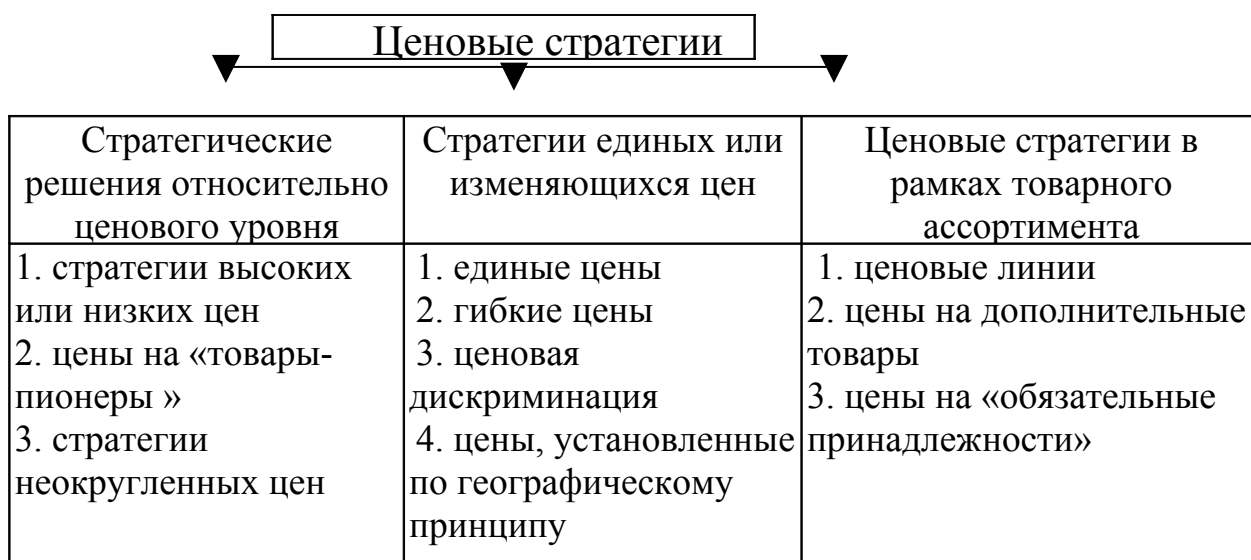 Ценовые стратегии
Стратегические
решения относительно
ценового уровня
Стратегии единых или
изменяющихся цен
Ценовые стратегии в
рамках товарного
ассортимента
1. стратегии высоких
или низких цен
2. цены на «товары-
пионеры »
3. стратегии
неокругленных цен
1. единые цены
2. гибкие цены
3. ценовая
дискриминация
4. цены, установленные
по географическому
принципу
1. ценовые линии
2. цены на дополнительные
товары
3. цены на «обязательные
принадлежности»